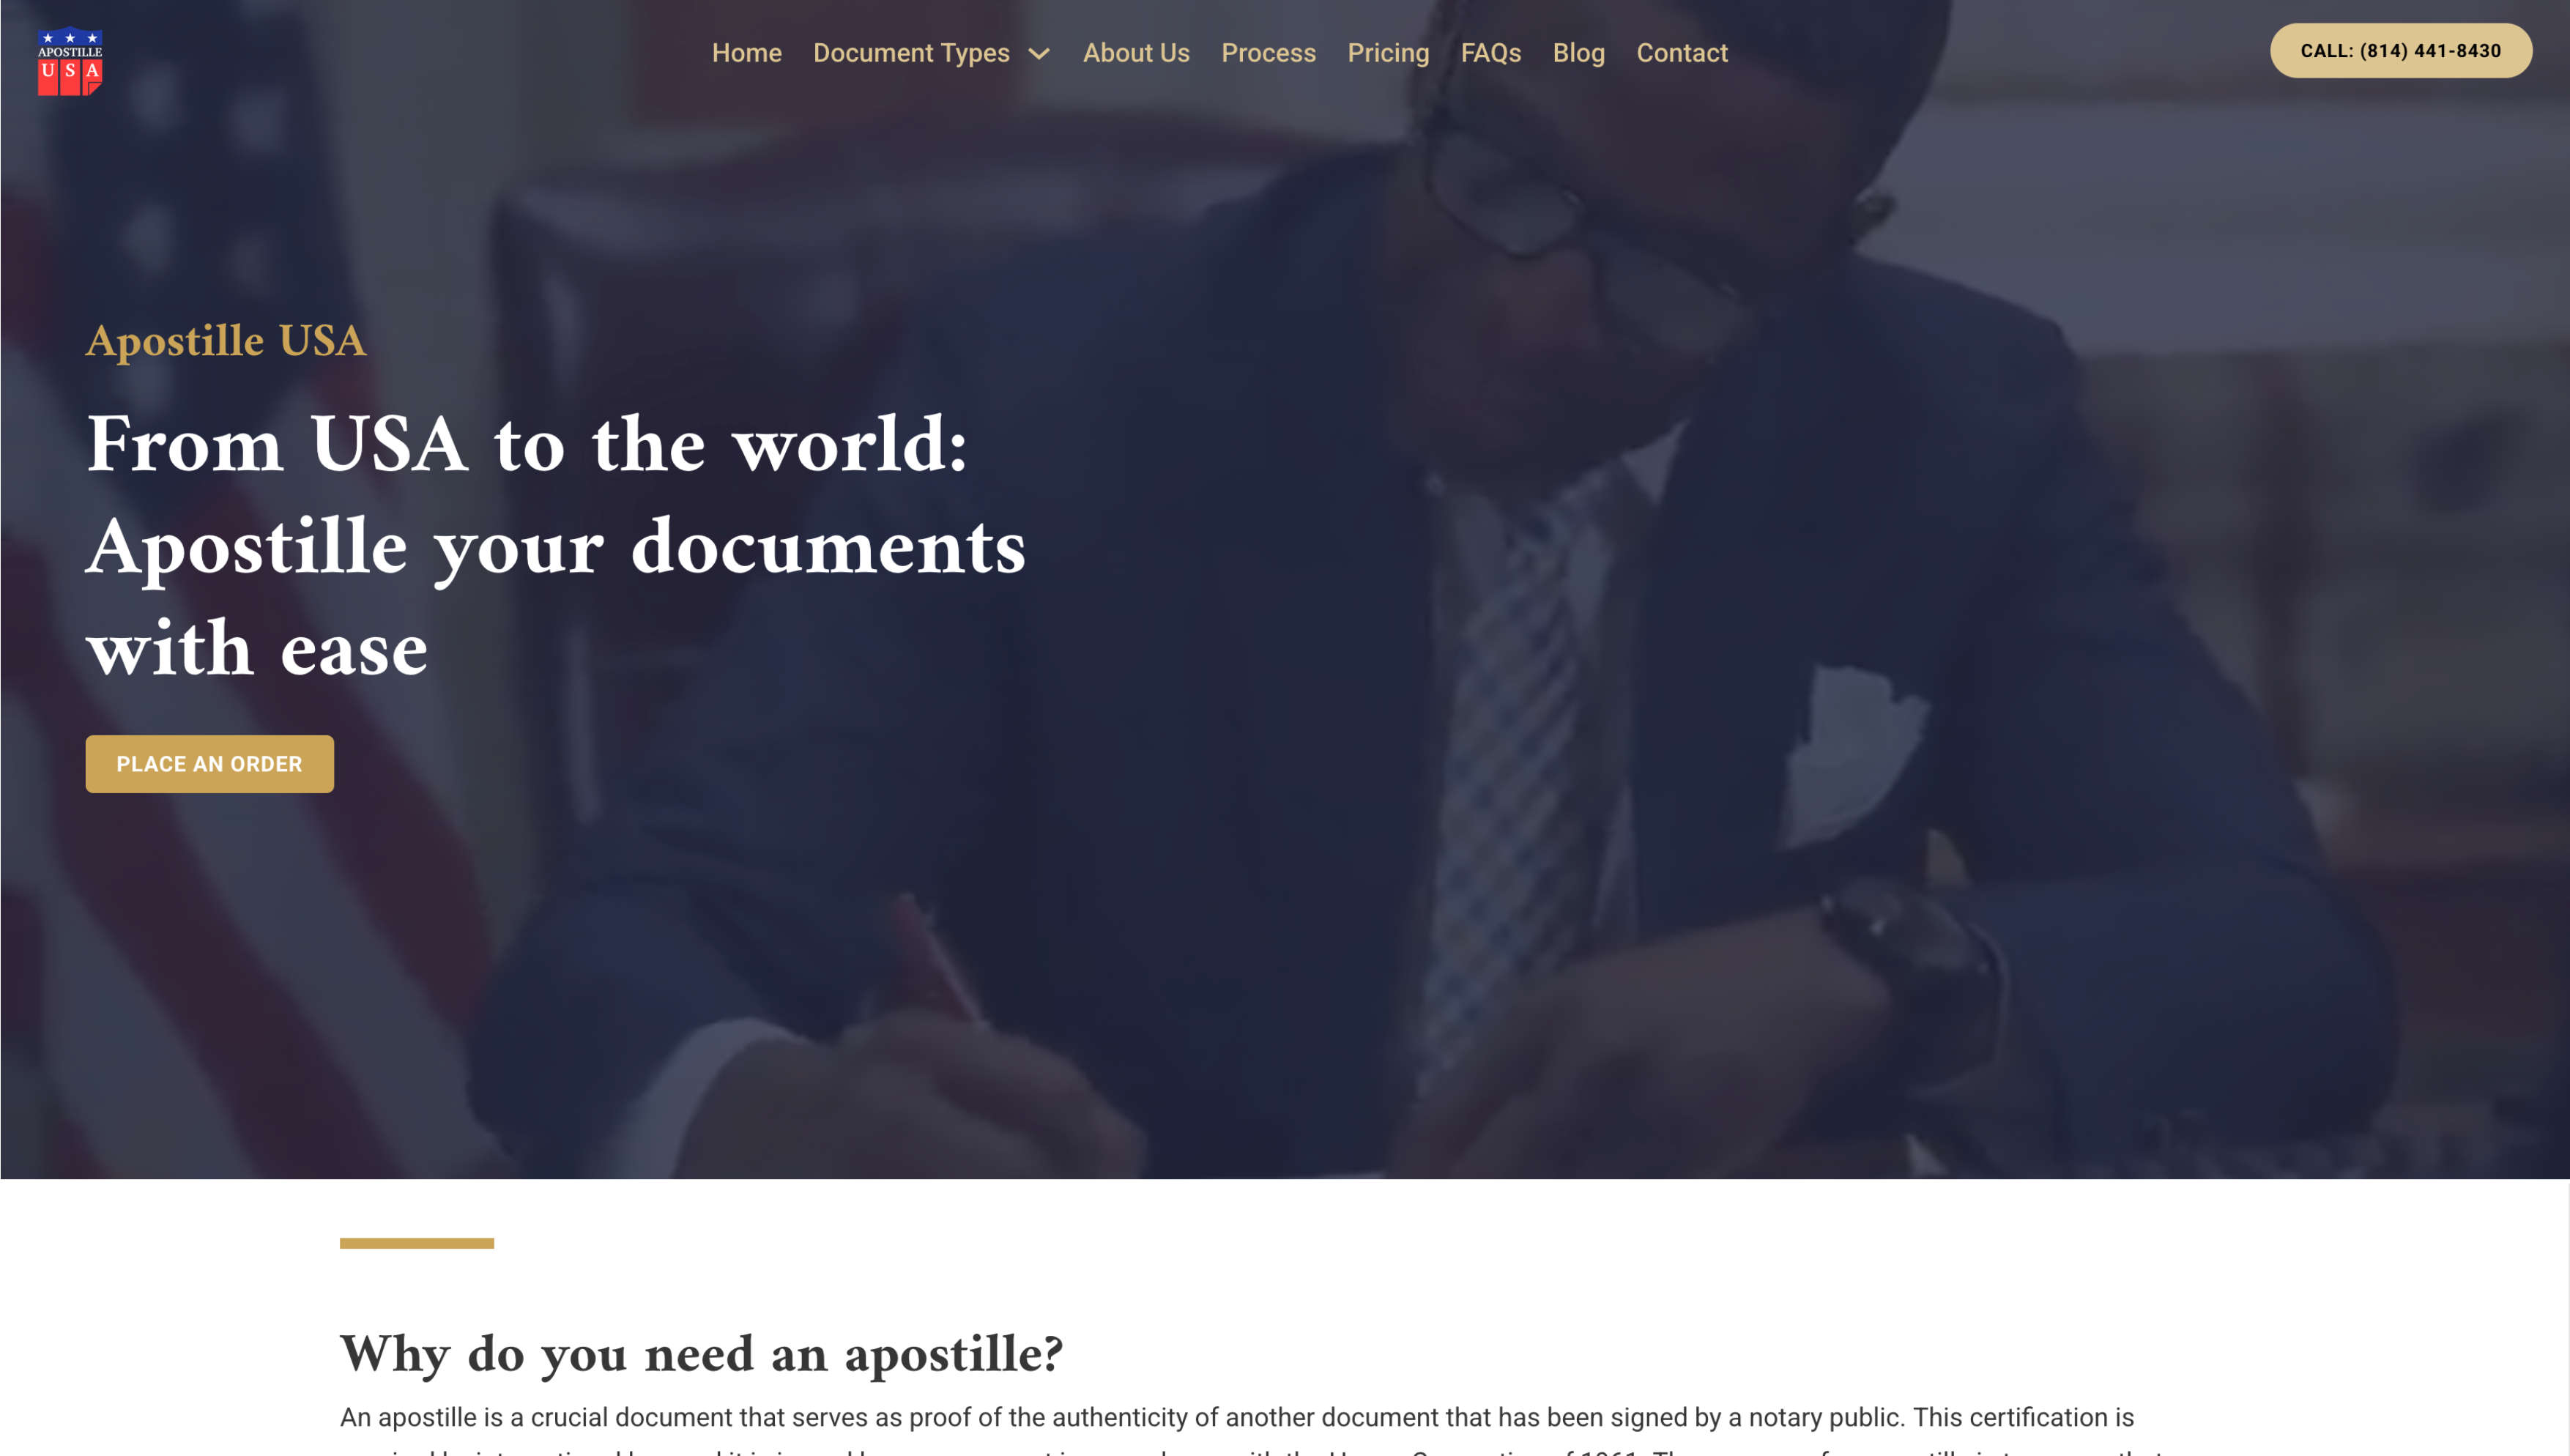 APOSTILLE
USA
Home Document Types About Us Process Pricing FAQs Blog Contact
CALL: (814) 441-8430
Apostille USA
From USA to the world:
Apostille your documents
with ease
PLACE AN ORDER
Why do you need an apostille?
An apostille is a crucial document that serves as proof of the authenticity of another document that has been signed by a notary public. This certification is